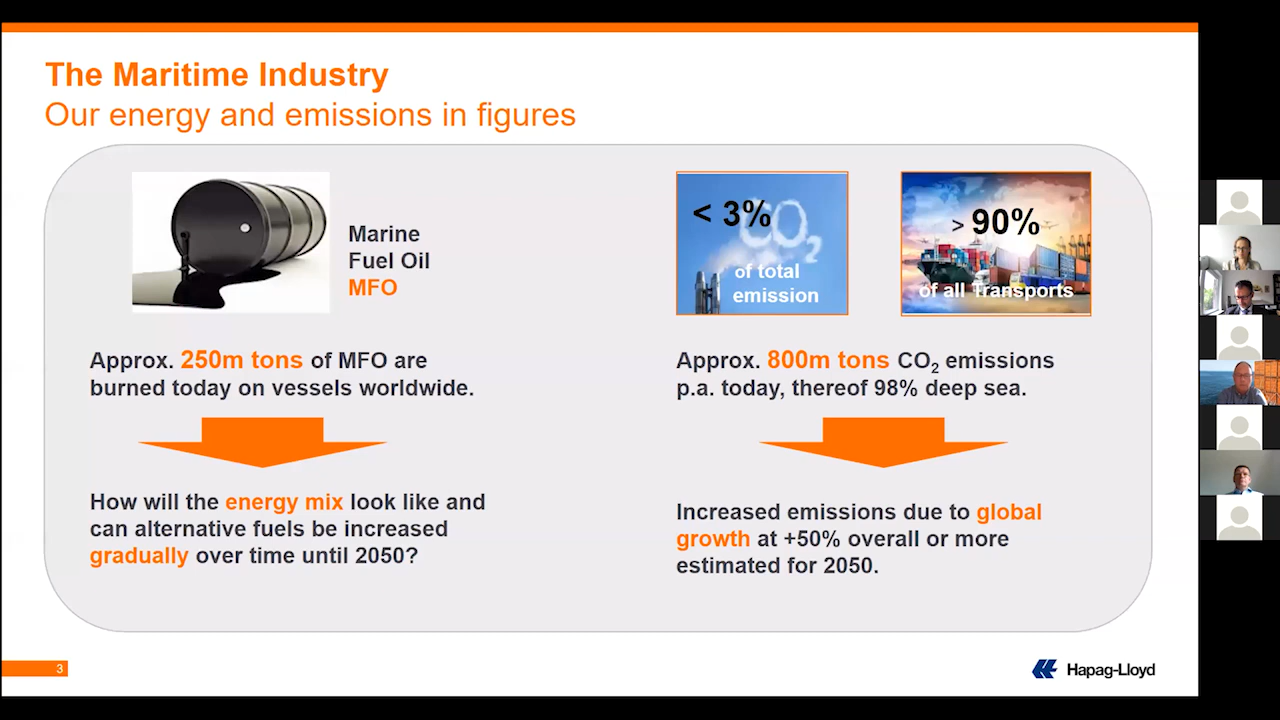 The Maritime Industry
Our energy and emissions in figures
Marine
Fuel Oil
MFO
< 3%
CO2
of total
emission
> 90%
of all Transports
Approx. 250m tons of MFO are
burned today on vessels worldwide.
Approx. 800m tons CO2 emissions
p.a. today, thereof 98% deep sea.
How will the energy mix look like and
can alternative fuels be increased
gradually over time until 2050?
Increased emissions due to global
growth at +50% overall or more
estimated for 2050.
3
Hapag-Lloyd